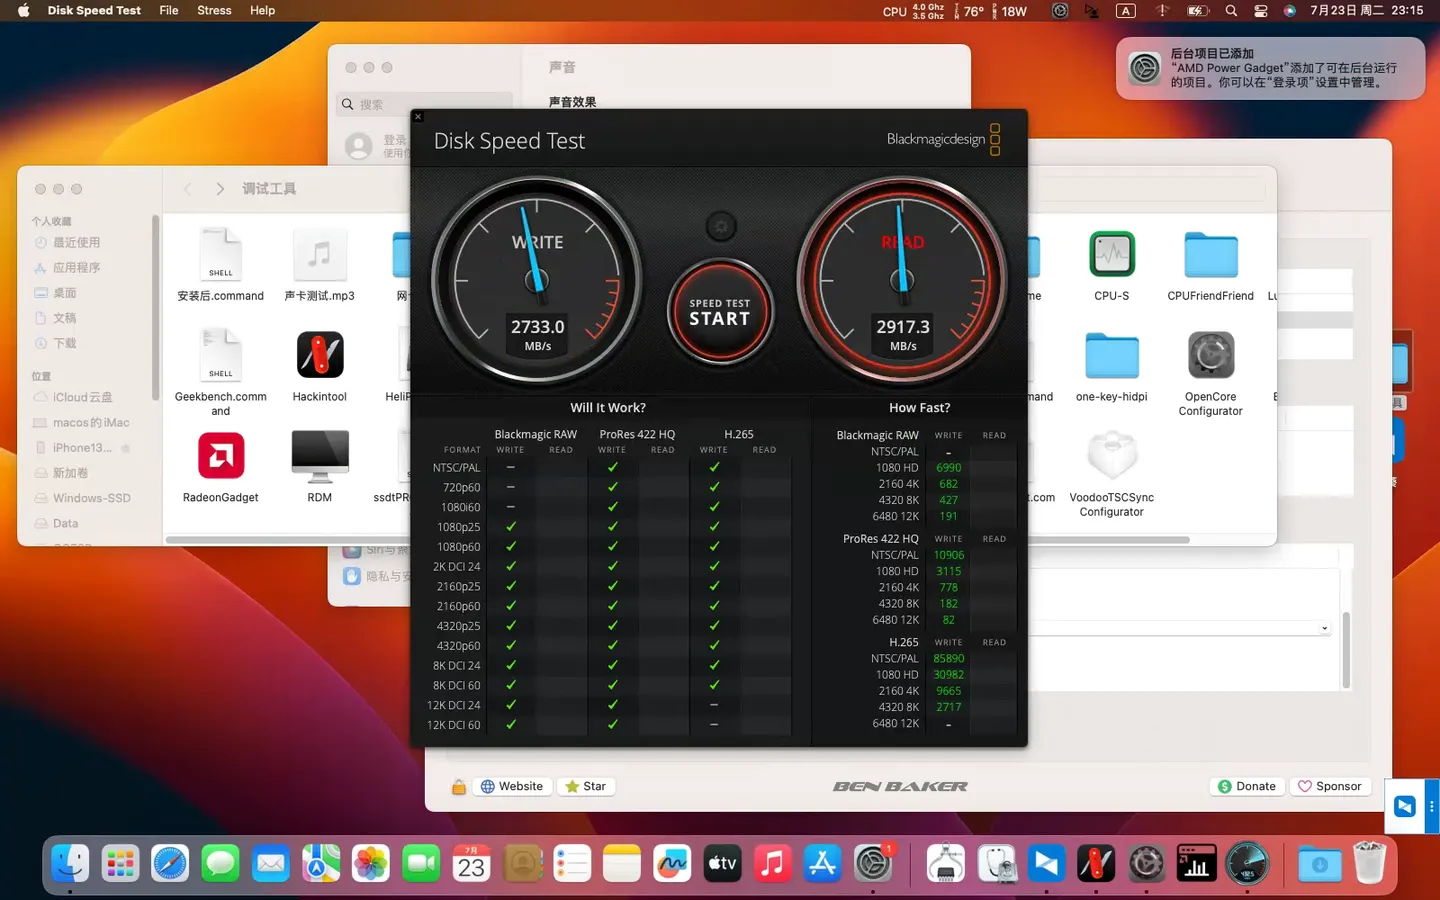 Disk Speed Test File Stress Help
CPU 4.0 Ghz 3.5 Ghz 76° 18W A 7月23日 周二 23:15
后台项目已添加
“AMD Power Gadget”添加了可在后台运行
的项目。你可以在“登录项”设置中管理。
声音
搜索
声音效果
登录
调试工具
个人收藏
最近使用
应用程序
桌面
文稿
下载
位置
iCloud云盘
macos的iMac
iPhone13...
新加卷
Windows-SSD
Data
SHELL
安装后.command
声卡测试.mp3
SHELL
Geekbench.comm
and
Hackintool
RadeonGadget
RDM
CPU-S
CPUFriendFriend
one-key-hidpi
OpenCore
Configurator
VoodooTSCSync
Configurator
Disk Speed Test
Blackmagicdesign
WRITE
2733.0
MB/s
SPEED TEST
START
READ
2917.3
MB/s
Will It Work?
Blackmagic RAW ProRes 422 HQ H.265
FORMAT WRITE READ WRITE READ WRITE READ
NTSC/PAL – ✓ ✓
720p60 – ✓ ✓
1080i60 – ✓ ✓
1080p25 ✓ ✓ ✓
1080p60 ✓ ✓ ✓
2K DCI 24 ✓ ✓ ✓
2160p25 ✓ ✓ ✓
2160p60 ✓ ✓ ✓
4320p25 ✓ ✓ ✓
4320p60 ✓ ✓ ✓
8K DCI 24 ✓ ✓ ✓
8K DCI 60 ✓ ✓ ✓
12K DCI 24 ✓ ✓ –
12K DCI 60 ✓ ✓ –
How Fast?
Blackmagic RAW WRITE READ
NTSC/PAL -
1080 HD 6990
2160 4K 682
4320 8K 427
6480 12K 191
ProRes 422 HQ WRITE READ
NTSC/PAL 10906
1080 HD 3115
2160 4K 778
4320 8K 182
6480 12K 82
H.265 WRITE READ
NTSC/PAL 85890
1080 HD 30982
2160 4K 9665
4320 8K 2717
6480 12K -
Website
Star
BEN BAKER
Donate
Sponsor
7月
23
tv
1